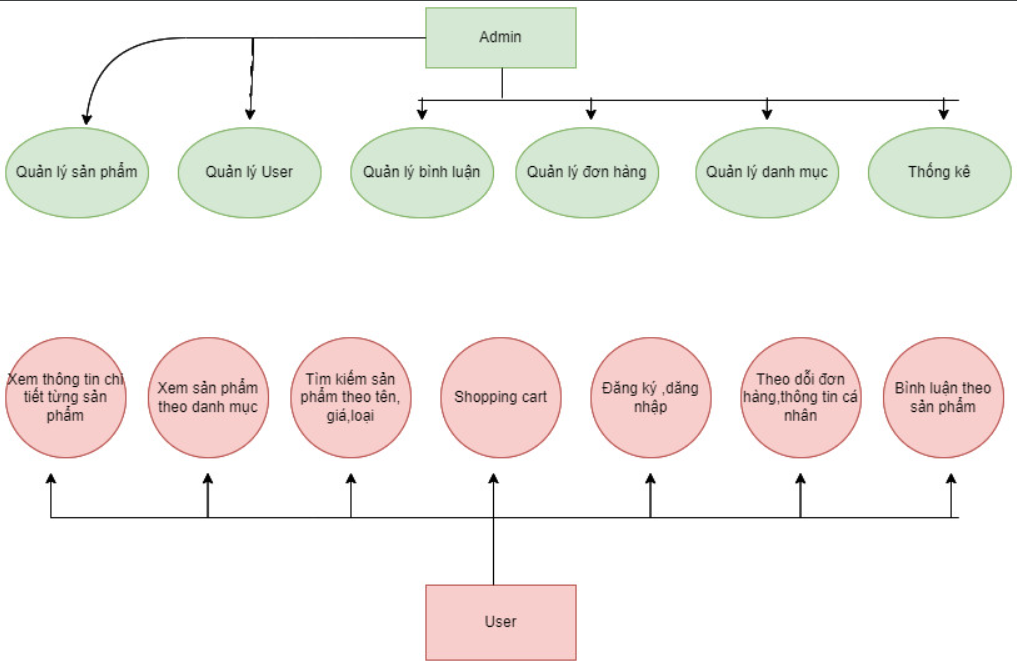 Admin
Quản lý sản phẩm
Quản lý User
Quản lý bình luận
Quản lý đơn hàng
Quản lý danh mục
Thống kê
Xem thông tin chi
tiết từng sản
phẩm
Xem sản phẩm
theo danh mục
Tìm kiếm sản
phẩm theo tên,
giá,loại
Shopping cart
Đăng ký ,dăng
nhập
Theo dỗi đơn
hàng,thông tin cá
nhân
Bình luận theo
sản phẩm
User